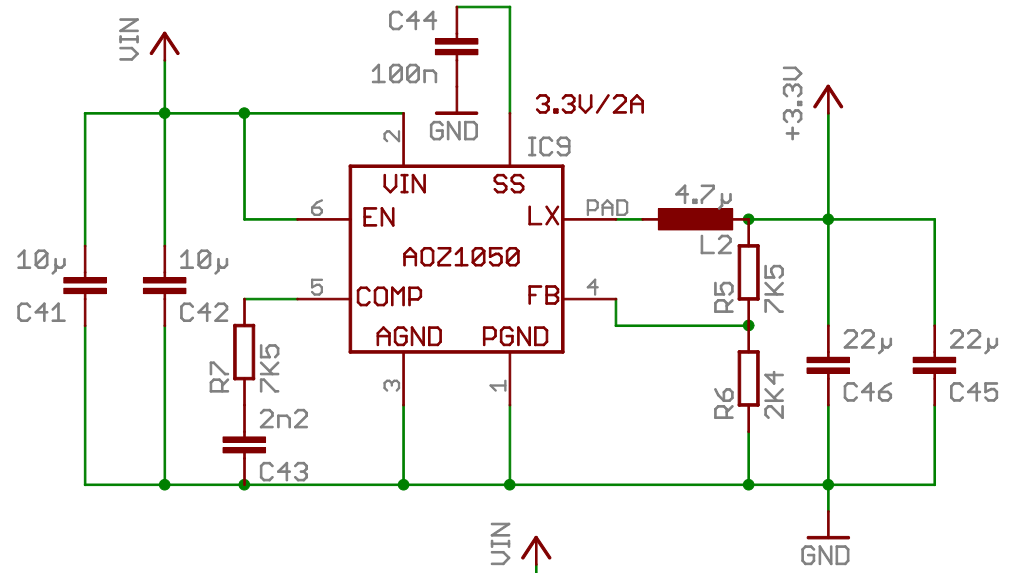 C44
VIN
100n
+3.3V
3.3V/2A
GND
2
IC9
VIN
SS
4.7µ
6
EN
LX
PAD
L2
10µ
10µ
AOZ1050
R5
7K5
5
COMP
FB
4
C41
C42
AGND
PGND
22µ
22µ
R7
7K5
3
1
R6
2K4
C46
C45
2n2
C43
VIN
GND